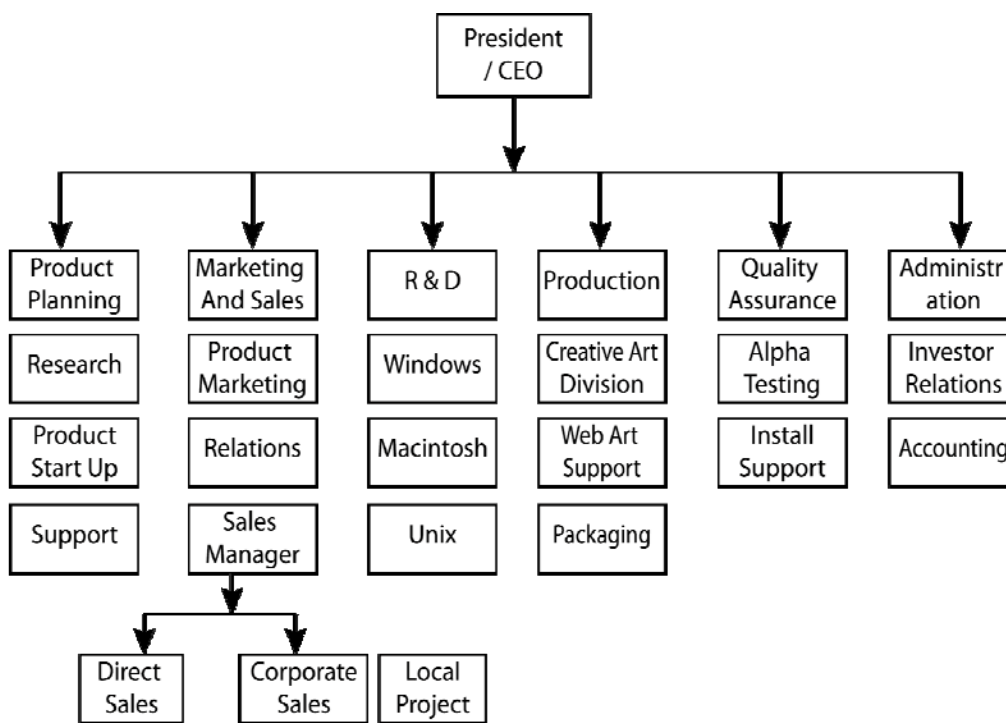 President
/ CEO
Product
Planning
Marketing
And Sales
R & D
Production
Quality
Assurance
Administr
ation
Research
Product
Marketing
Windows
Creative Art
Division
Alpha
Testing
Investor
Relations
Product
Start Up
Relations
Macintosh
Web Art
Support
Install
Support
Accounting
Support
Sales
Manager
Unix
Packaging
Direct
Sales
Corporate
Sales
Local
Project